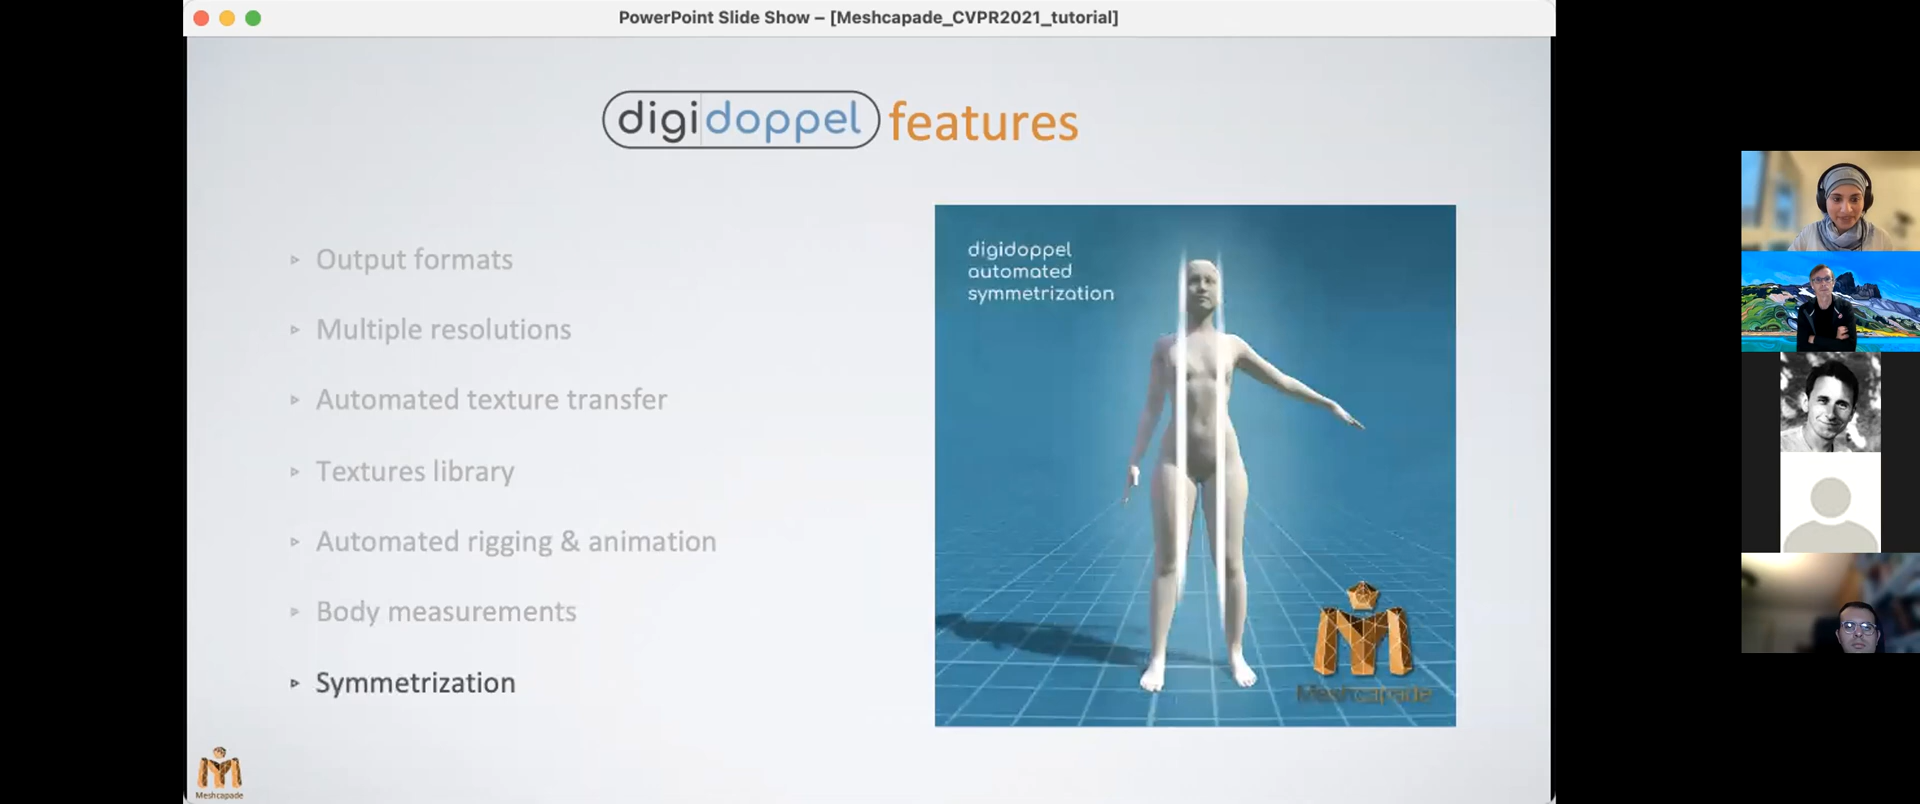 PowerPoint Slide Show – [Meshcapade_CVPR2021_tutorial]
digidoppel features
▹ Output formats
▹ Multiple resolutions
▹ Automated texture transfer
▹ Textures library
▹ Automated rigging & animation
▹ Body measurements
▹ Symmetrization
digidoppel
automated
symmetrization
Meshcapade
Meshcapade